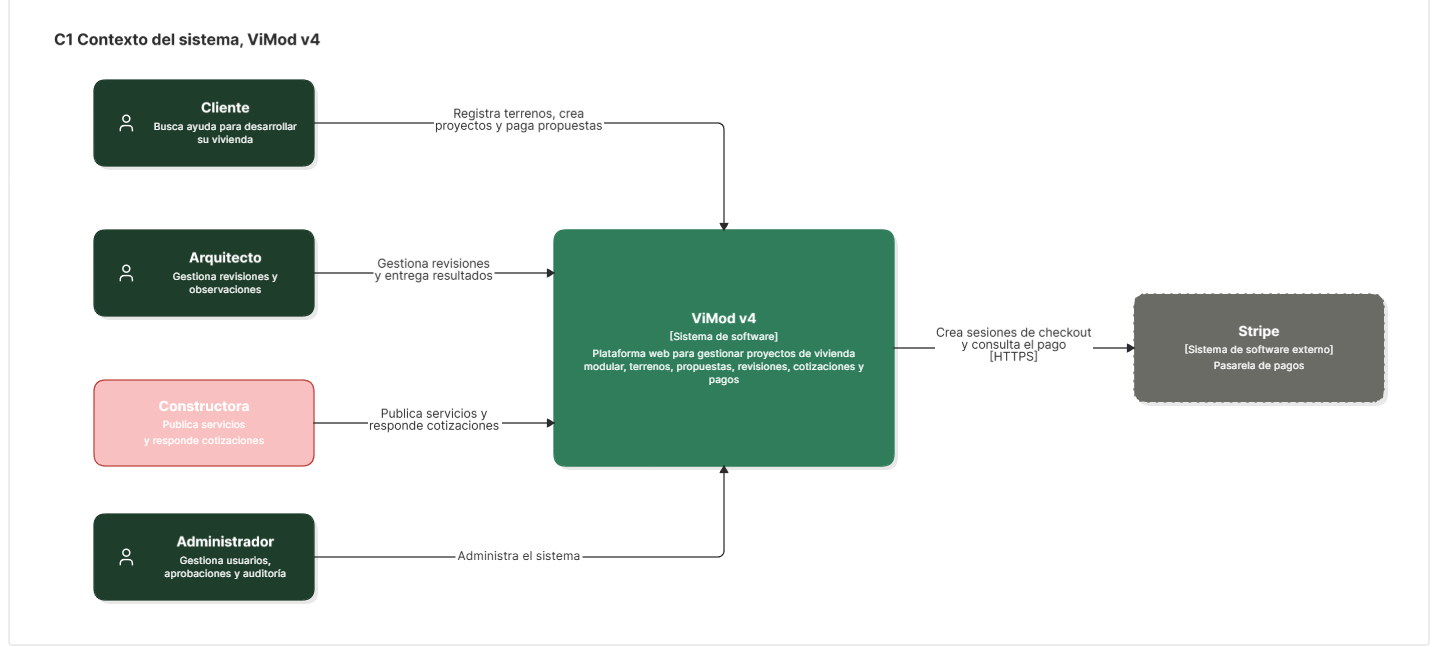 C1 Contexto del sistema, ViMod v4
Cliente
Busca ayuda para desarrollar
su vivienda
Registra terrenos, crea
proyectos y paga propuestas
Arquitecto
Gestiona revisiones y
observaciones
Gestiona revisiones
y entrega resultados
Constructora
Publica servicios
y responde cotizaciones
Publica servicios y
responde cotizaciones
Administrador
Gestiona usuarios,
aprobaciones y auditoría
Administra el sistema
ViMod v4
[Sistema de software]
Plataforma web para gestionar proyectos de vivienda
modular, terrenos, propuestas, revisiones, cotizaciones y
pagos
Crea sesiones de checkout
y consulta el pago
[HTTPS]
Stripe
[Sistema de software externo]
Pasarela de pagos